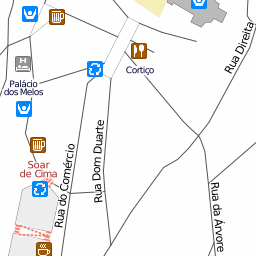 Rua Direita
Cortiço
Palácio
dos Melos
Soar
de Cima
Rua do Comércio
Rua Dom Duarte
Rua da Árvore